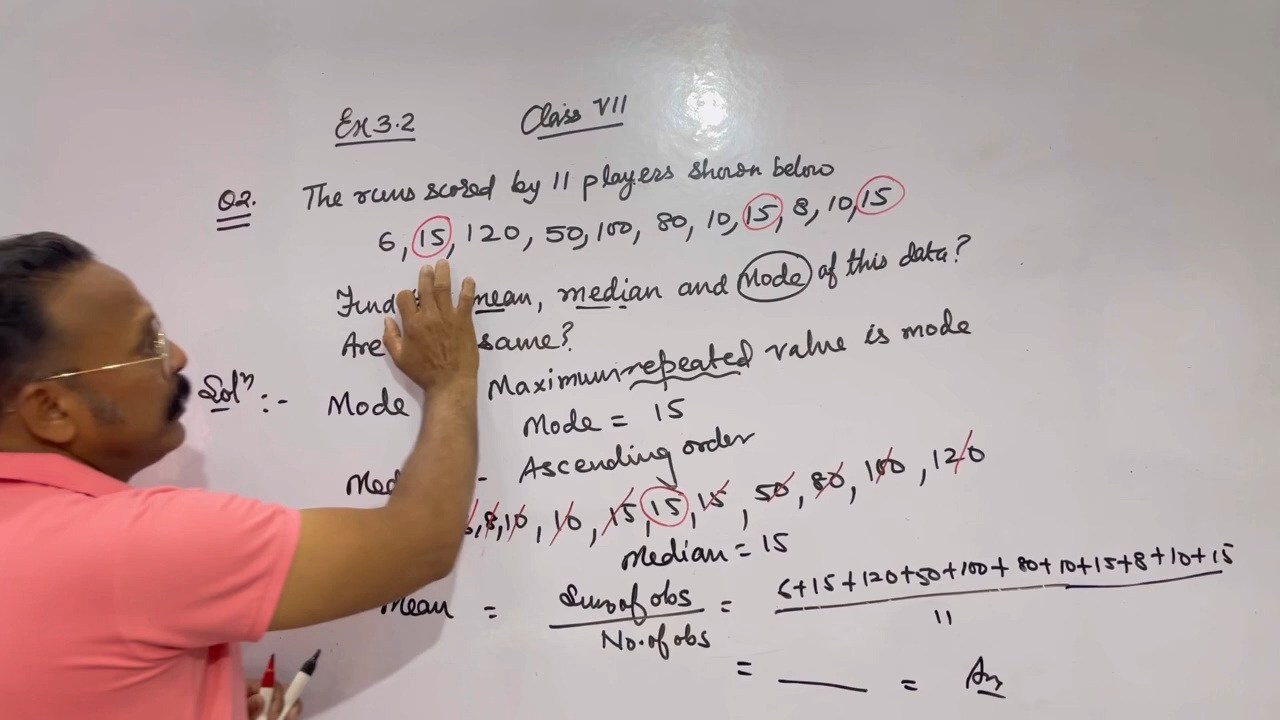 Ex 3.2 Class VII
Q2. The runs scored by 11 players shown below
6, 15, 120, 50, 100, 80, 10, 15, 8, 10, 15
Find mean, median and Mode of this data?
Are same?
Solⁿ :- Mode Maximum repeated value is mode
Mode = 15
Med - Ascending order
8, 10, 10, 15, 15, 15, 50, 80, 100, 120
Median = 15
Mean = Sum of obs / No. of obs = 6+15+120+50+100+80+10+15+8+10+15 / 11
= ___ = Ans